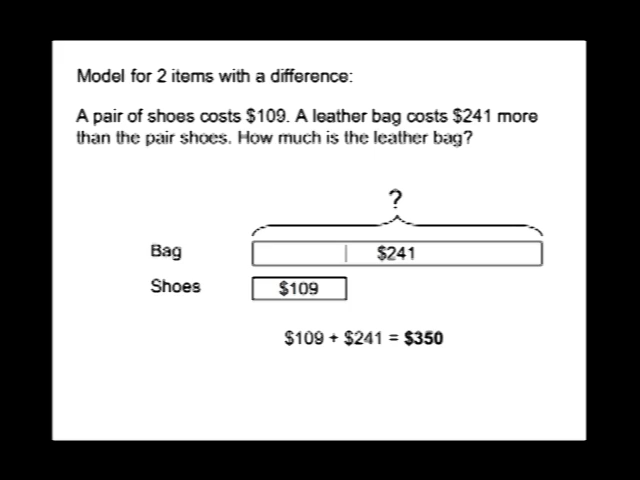 Model for 2 items with a difference:
A pair of shoes costs $109. A leather bag costs $241 more
than the pair shoes. How much is the leather bag?
?
Bag
$241
Shoes
$109
$109 + $241 = $350